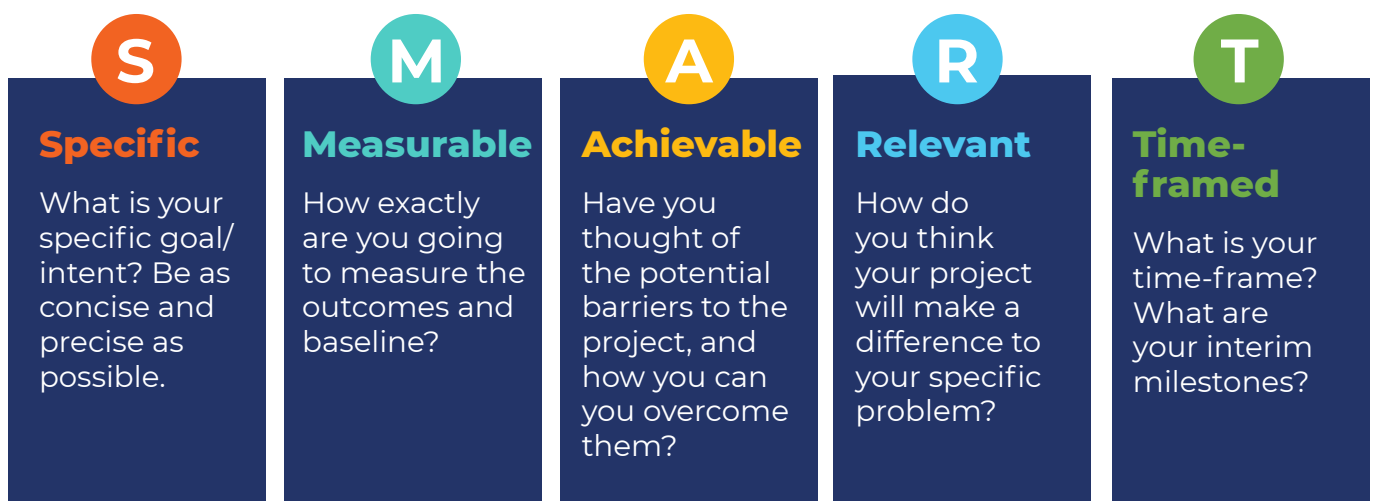 S
Specific
What is your
specific goal/
intent? Be as
concise and
precise as
possible.
M
Measurable
How exactly
are you going
to measure the
outcomes and
baseline?
A
Achievable
Have you
thought of
the potential
barriers to the
project, and
how you can
you overcome
them?
R
Relevant
How do
you think
your project
will make a
difference to
your specific
problem?
T
Time-
framed
What is your
time-frame?
What are
your interim
milestones?